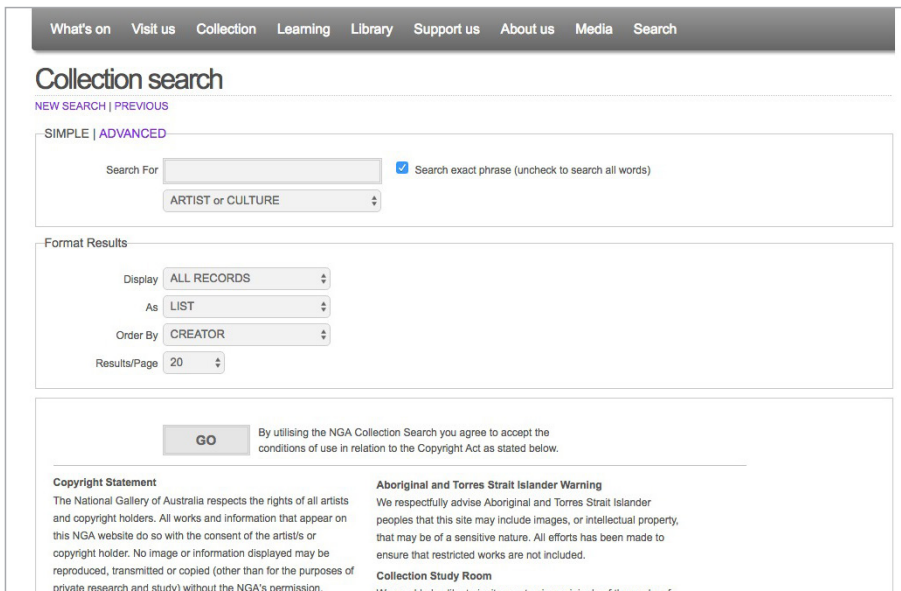 What's on Visit us Collection Learning Library Support us About us Media Search
Collection search
NEW SEARCH | PREVIOUS
SIMPLE | ADVANCED
Search For
Search exact phrase (uncheck to search all words)
ARTIST or CULTURE
Format Results
Display ALL RECORDS
As LIST
Order By CREATOR
Results/Page 20
GO
By utilising the NGA Collection Search you agree to accept the
conditions of use in relation to the Copyright Act as stated below.
Copyright Statement
The National Gallery of Australia respects the rights of all artists
and copyright holders. All works and information that appear on
this NGA website do so with the consent of the artist/s or
copyright holder. No image or information displayed may be
reproduced, transmitted or copied (other than for the purposes of
private research and study) without the NGA's permission.
Aboriginal and Torres Strait Islander Warning
We respectfully advise Aboriginal and Torres Strait Islander
peoples that this site may include images, or intellectual property,
that may be of a sensitive nature. All efforts has been made to
ensure that restricted works are not included.
Collection Study Room